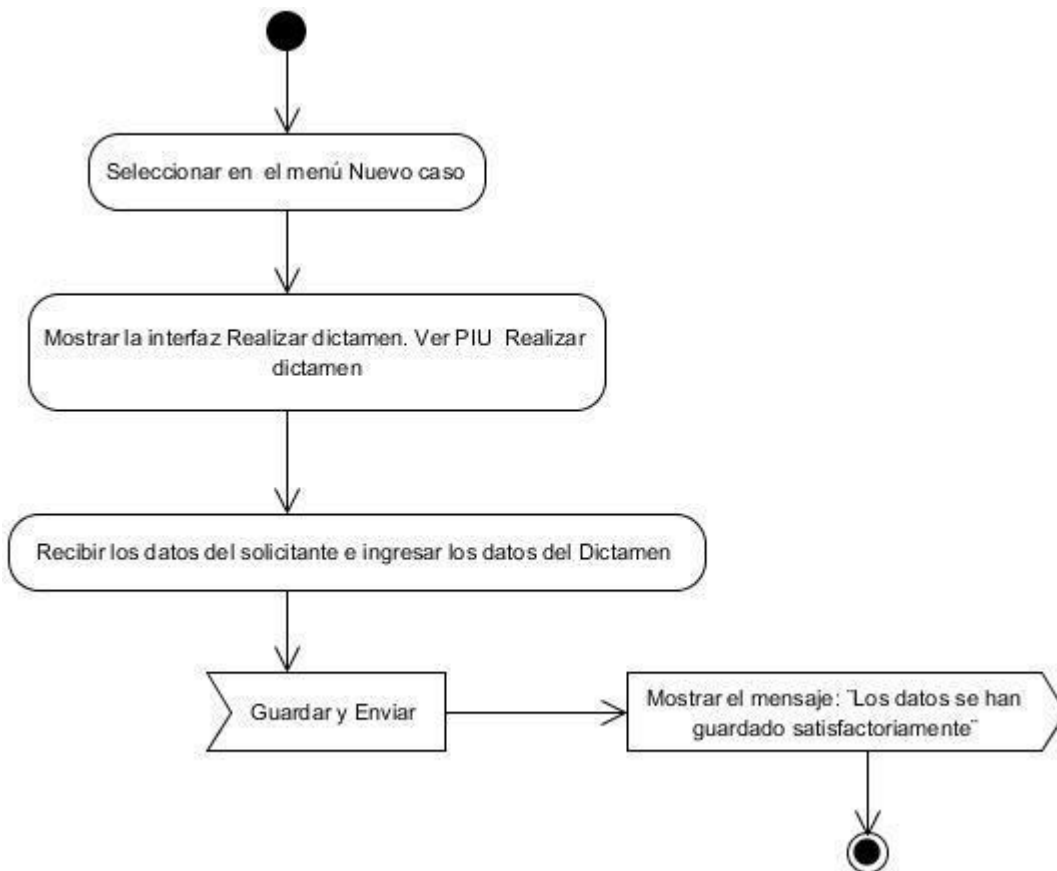 Seleccionar en el menú Nuevo caso
Mostrar la interfaz Realizar dictamen. Ver PIU Realizar
dictamen
Recibir los datos del solicitante e ingresar los datos del Dictamen
Guardar y Enviar
Mostrar el mensaje: ¨Los datos se han
guardado satisfactoriamente¨